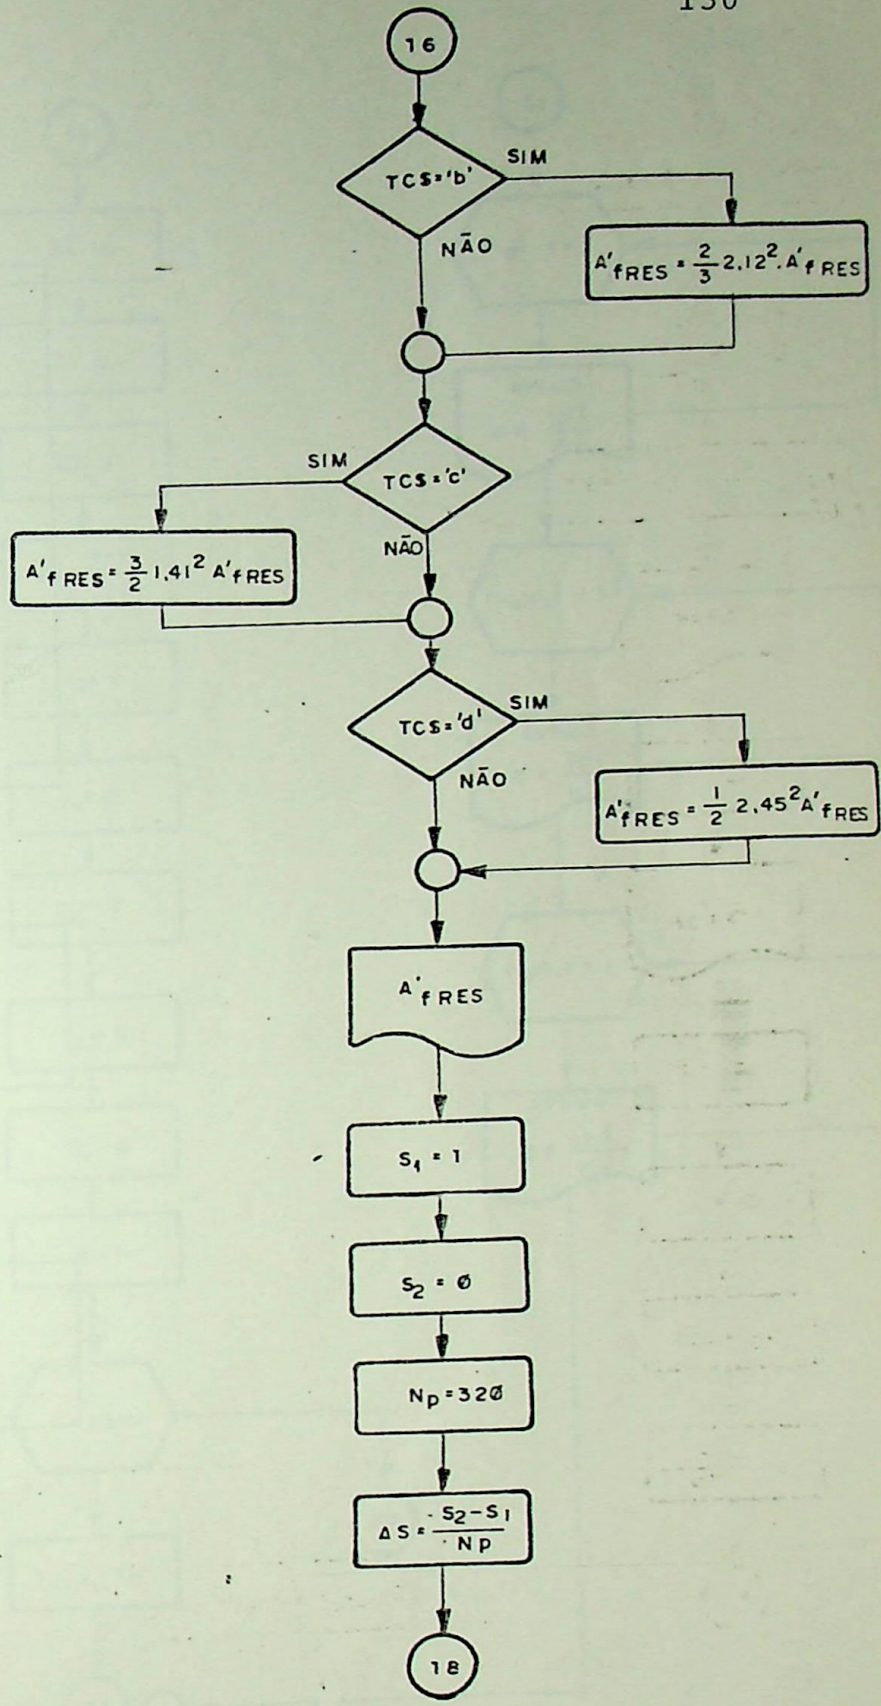 130
16
TC$='b'
SIM
NÃO
A'fRES = 2/3 2.12². A'fRES
SIM
TC$='c'
NÃO
A'fRES = 3/2 1.41² A'fRES
TC$='d'
SIM
NÃO
A'fRES = 1/2 2.45² A'fRES
A'fRES
S₁ = 1
S₂ = Ø
Np = 32Ø
ΔS = S₂-S₁/Np
18